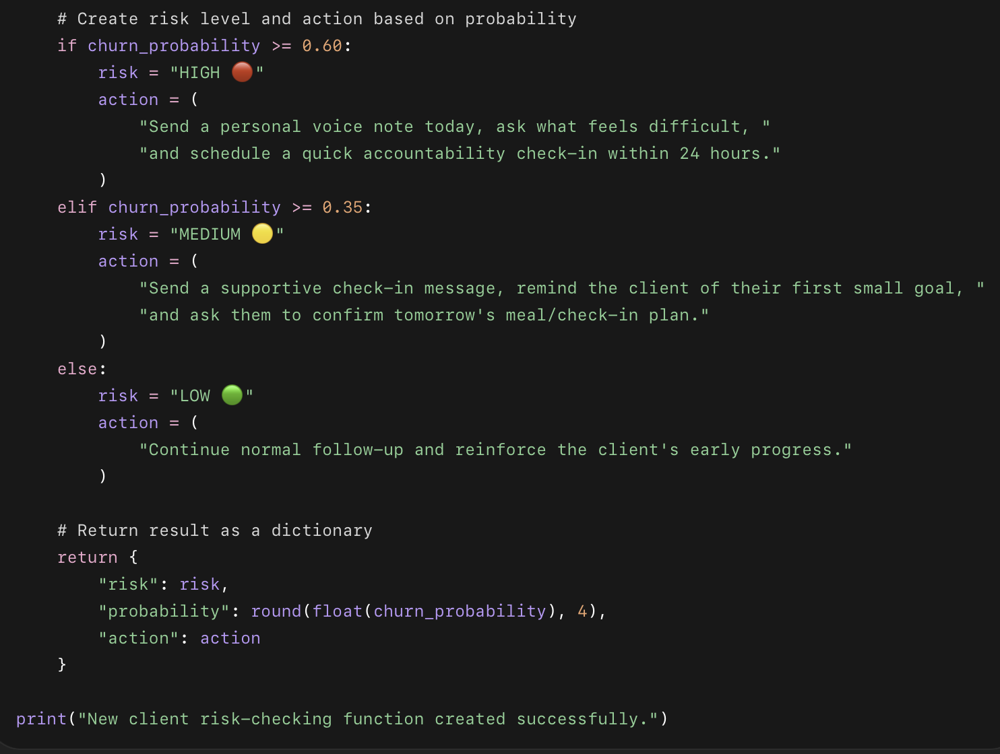 # Create risk level and action based on probability
    if churn_probability >= 0.60:
        risk = "HIGH 🔴"
        action = (
            "Send a personal voice note today, ask what feels difficult, "
            "and schedule a quick accountability check-in within 24 hours."
        )
    elif churn_probability >= 0.35:
        risk = "MEDIUM 🟡"
        action = (
            "Send a supportive check-in message, remind the client of their first small goal, "
            "and ask them to confirm tomorrow's meal/check-in plan."
        )
    else:
        risk = "LOW 🟢"
        action = (
            "Continue normal follow-up and reinforce the client's early progress."
        )

    # Return result as a dictionary
    return {
        "risk": risk,
        "probability": round(float(churn_probability), 4),
        "action": action
    }

print("New client risk-checking function created successfully.")